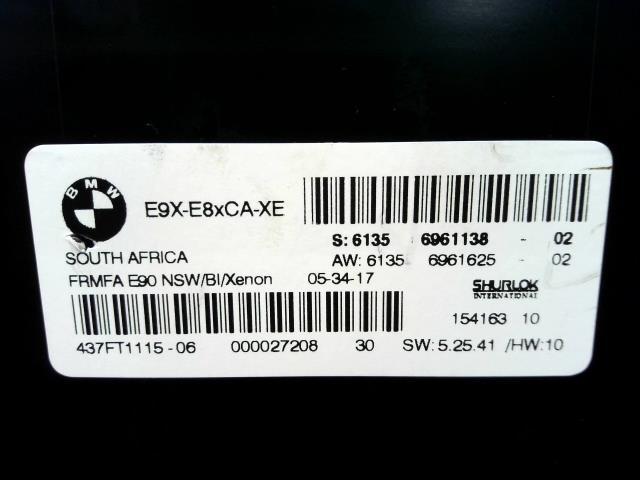 BMW
E9X-E8xCA-XE
S: 6135 6961138 - 02
SOUTH AFRICA AW: 6135 6961625 - 02
FRMFA E90 NSW/BI/Xenon 05-34-17 SHURLOK
INTERNATIONAL
154163 10
437FT1115-06 000027208 30 SW: 5.25.41 /HW:10